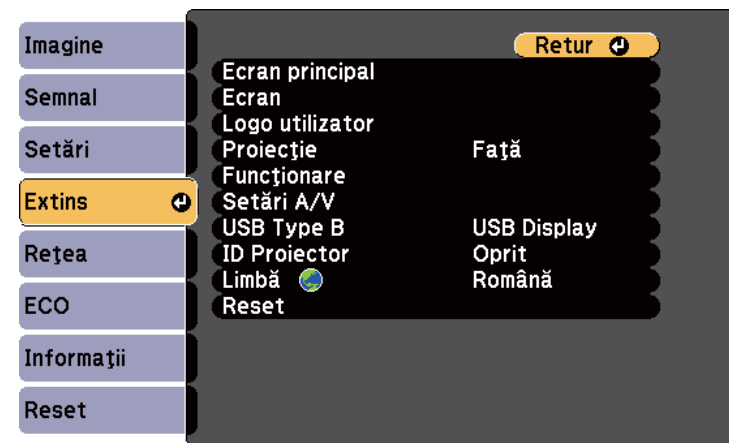 Imagine
Semnal
Setări
Extins
Reţea
ECO
Informaţii
Reset
Retur
Ecran principal
Ecran
Logo utilizator
Proiecţie Faţă
Funcţionare
Setări A/V
USB Type B USB Display
ID Proiector Oprit
Limbă Română
Reset